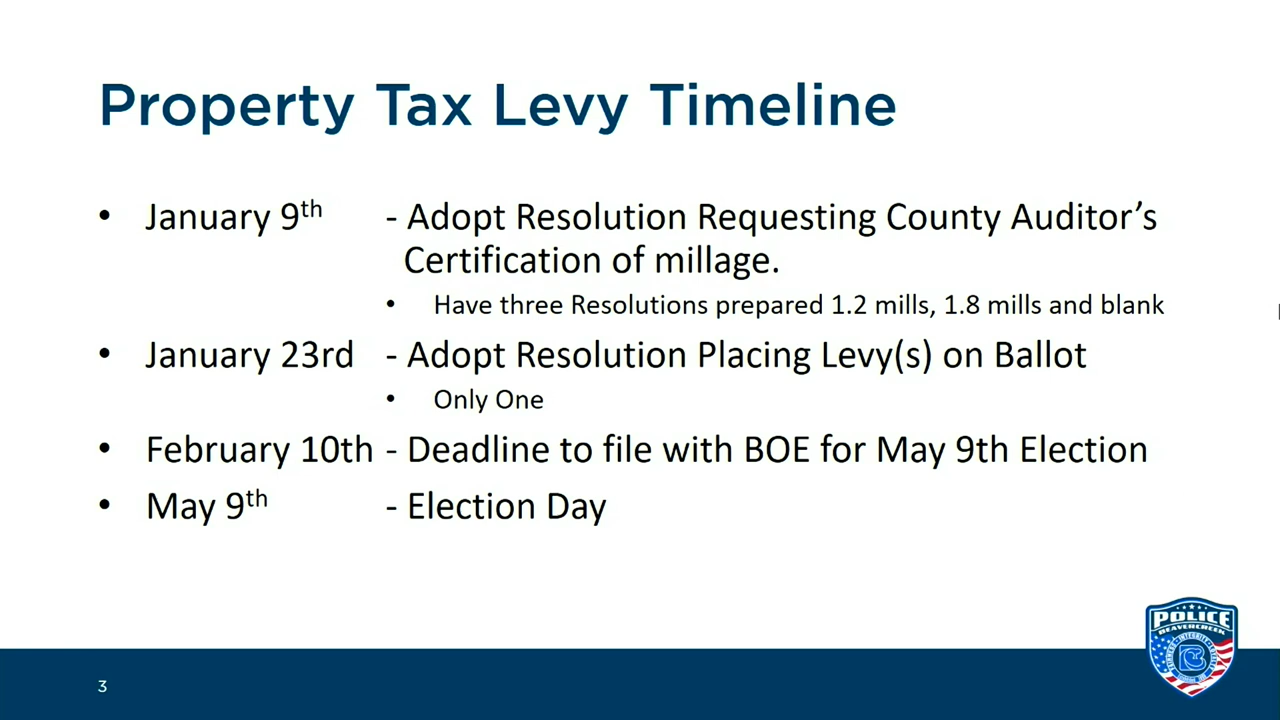 Property Tax Levy Timeline
• January 9th - Adopt Resolution Requesting County Auditor’s
Certification of millage.
• Have three Resolutions prepared 1.2 mills, 1.8 mills and blank
• January 23rd - Adopt Resolution Placing Levy(s) on Ballot
• Only One
• February 10th - Deadline to file with BOE for May 9th Election
• May 9th - Election Day
POLICE
BEAVERCREEK
INTEGRITY
3